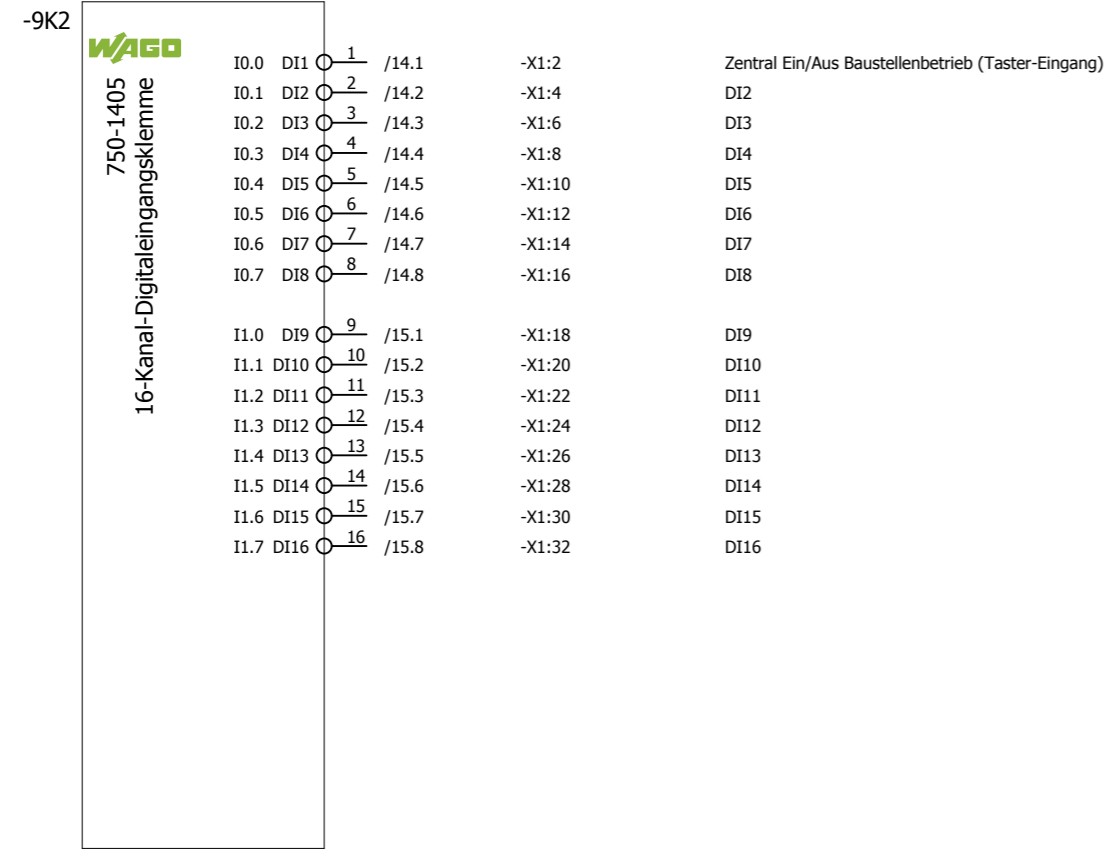 -9K2
WAGO
750-1405
16-Kanal-Digitaleingangsklemme
I0.0 DI1 1 /14.1 -X1:2 Zentral Ein/Aus Baustellenbetrieb (Taster-Eingang)
I0.1 DI2 2 /14.2 -X1:4 DI2
I0.2 DI3 3 /14.3 -X1:6 DI3
I0.3 DI4 4 /14.4 -X1:8 DI4
I0.4 DI5 5 /14.5 -X1:10 DI5
I0.5 DI6 6 /14.6 -X1:12 DI6
I0.6 DI7 7 /14.7 -X1:14 DI7
I0.7 DI8 8 /14.8 -X1:16 DI8
I1.0 DI9 9 /15.1 -X1:18 DI9
I1.1 DI10 10 /15.2 -X1:20 DI10
I1.2 DI11 11 /15.3 -X1:22 DI11
I1.3 DI12 12 /15.4 -X1:24 DI12
I1.4 DI13 13 /15.5 -X1:26 DI13
I1.5 DI14 14 /15.6 -X1:28 DI14
I1.6 DI15 15 /15.7 -X1:30 DI15
I1.7 DI16 16 /15.8 -X1:32 DI16